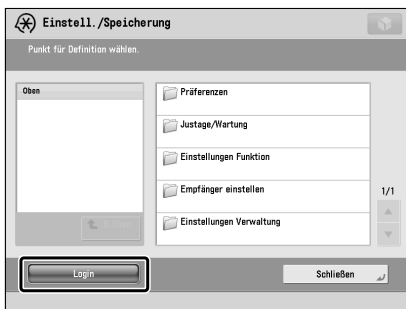 Einstell./Speicherung
Punkt für Definition wählen.
Oben
Präferenzen
Justage/Wartung
Einstellungen Funktion
Empfänger einstellen
1/1
Einstellungen Verwaltung
Login
Schließen